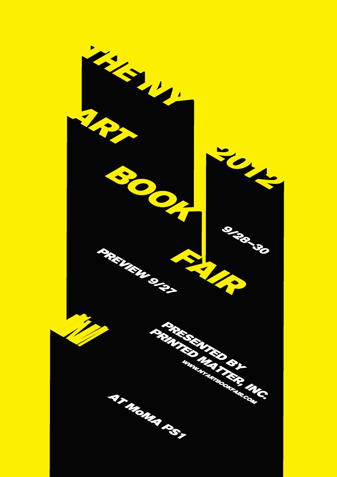 THE NY
ART
BOOK
FAIR
2012
9/28–30
PREVIEW 9/27
PRESENTED BY
PRINTED MATTER, INC.
WWW.NYARTBOOKFAIR.COM
AT MoMA PS1